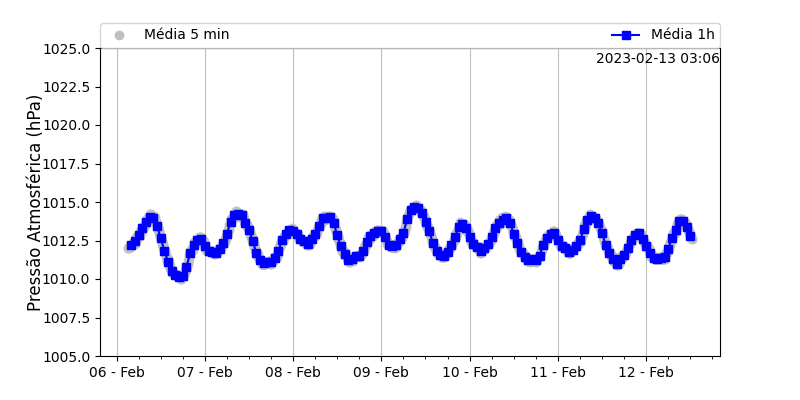 Média 5 min
Média 1h
2023-02-13 03:06
Pressão Atmosférica (hPa)
1025.0
1022.5
1020.0
1017.5
1015.0
1012.5
1010.0
1007.5
1005.0
06 - Feb
07 - Feb
08 - Feb
09 - Feb
10 - Feb
11 - Feb
12 - Feb